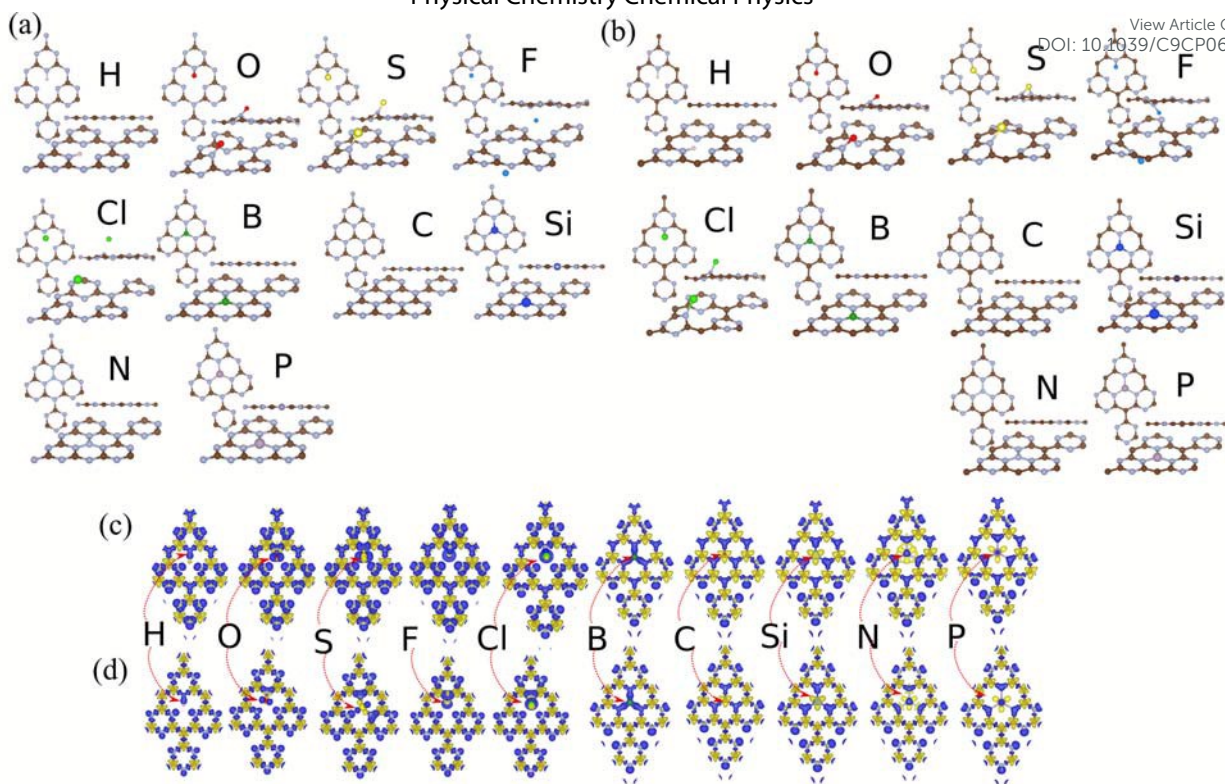 Physical Chemistry Chemical Physics
View Article O
DOI: 10.1039/C9CP06
(a)
H O S F
Cl B C Si
N P
(b)
H O S F
Cl B C Si
N P
(c)
H O S F Cl B C Si N P
(d)